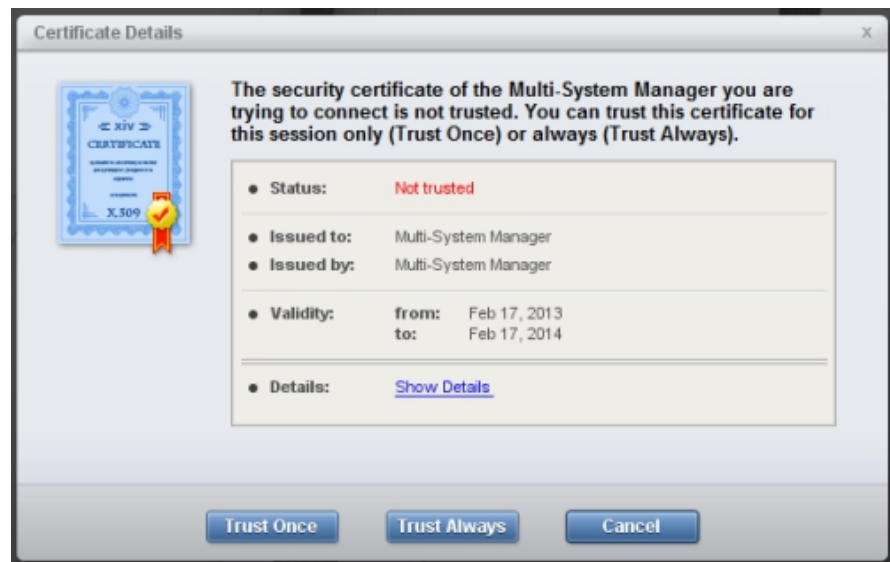 Certificate Details
x
The security certificate of the Multi-System Manager you are
trying to connect is not trusted. You can trust this certificate for
this session only (Trust Once) or always (Trust Always).
XIV
CERTIFICATE
X.509
Status: Not trusted
Issued to: Multi-System Manager
Issued by: Multi-System Manager
Validity: from: Feb 17, 2013
to: Feb 17, 2014
Details: Show Details
Trust Once Trust Always Cancel